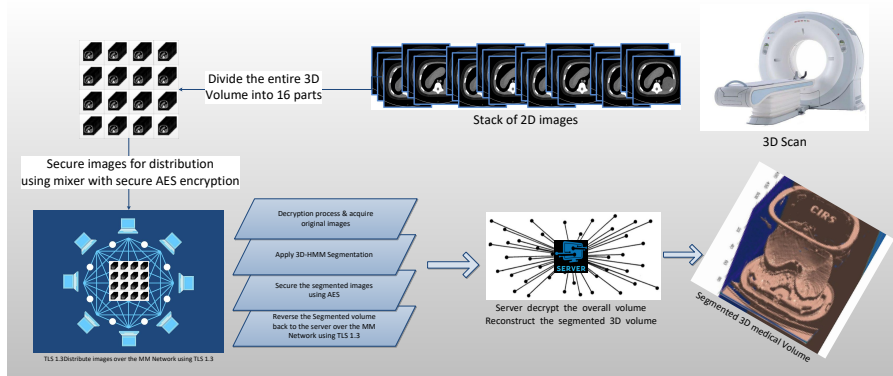 Divide the entire 3D
Volume into 16 parts
Stack of 2D images
3D Scan
Secure images for distribution
using mixer with secure AES encryption
Decryption process & acquire
original images
Apply 3D-HMM Segmentation
Secure the segmented images
using AES
Reverse the Segmented volume
back to the server over the MM
Network using TLS 1.3
TLS 1.3Distribute images over the MM Network using TLS 1.3
SERVER
Server decrypt the overall volume
Reconstruct the segmented 3D volume
CIRS
Segmented 3D medical Volume